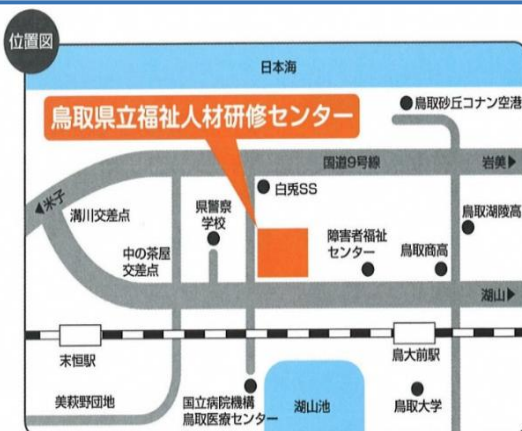 位置図
日本海
鳥取県立福祉人材研修センター
鳥取砂丘コナン空港
国道9号線
岩美▶
◀米子
白兎SS
溝川交差点
県警察
学校
鳥取湖陵高
中の茶屋
交差点
障害者福祉
センター
鳥取商高
湖山▶
末恒駅
鳥大前駅
美萩野団地
国立病院機構
鳥取医療センター
湖山池
鳥取大学